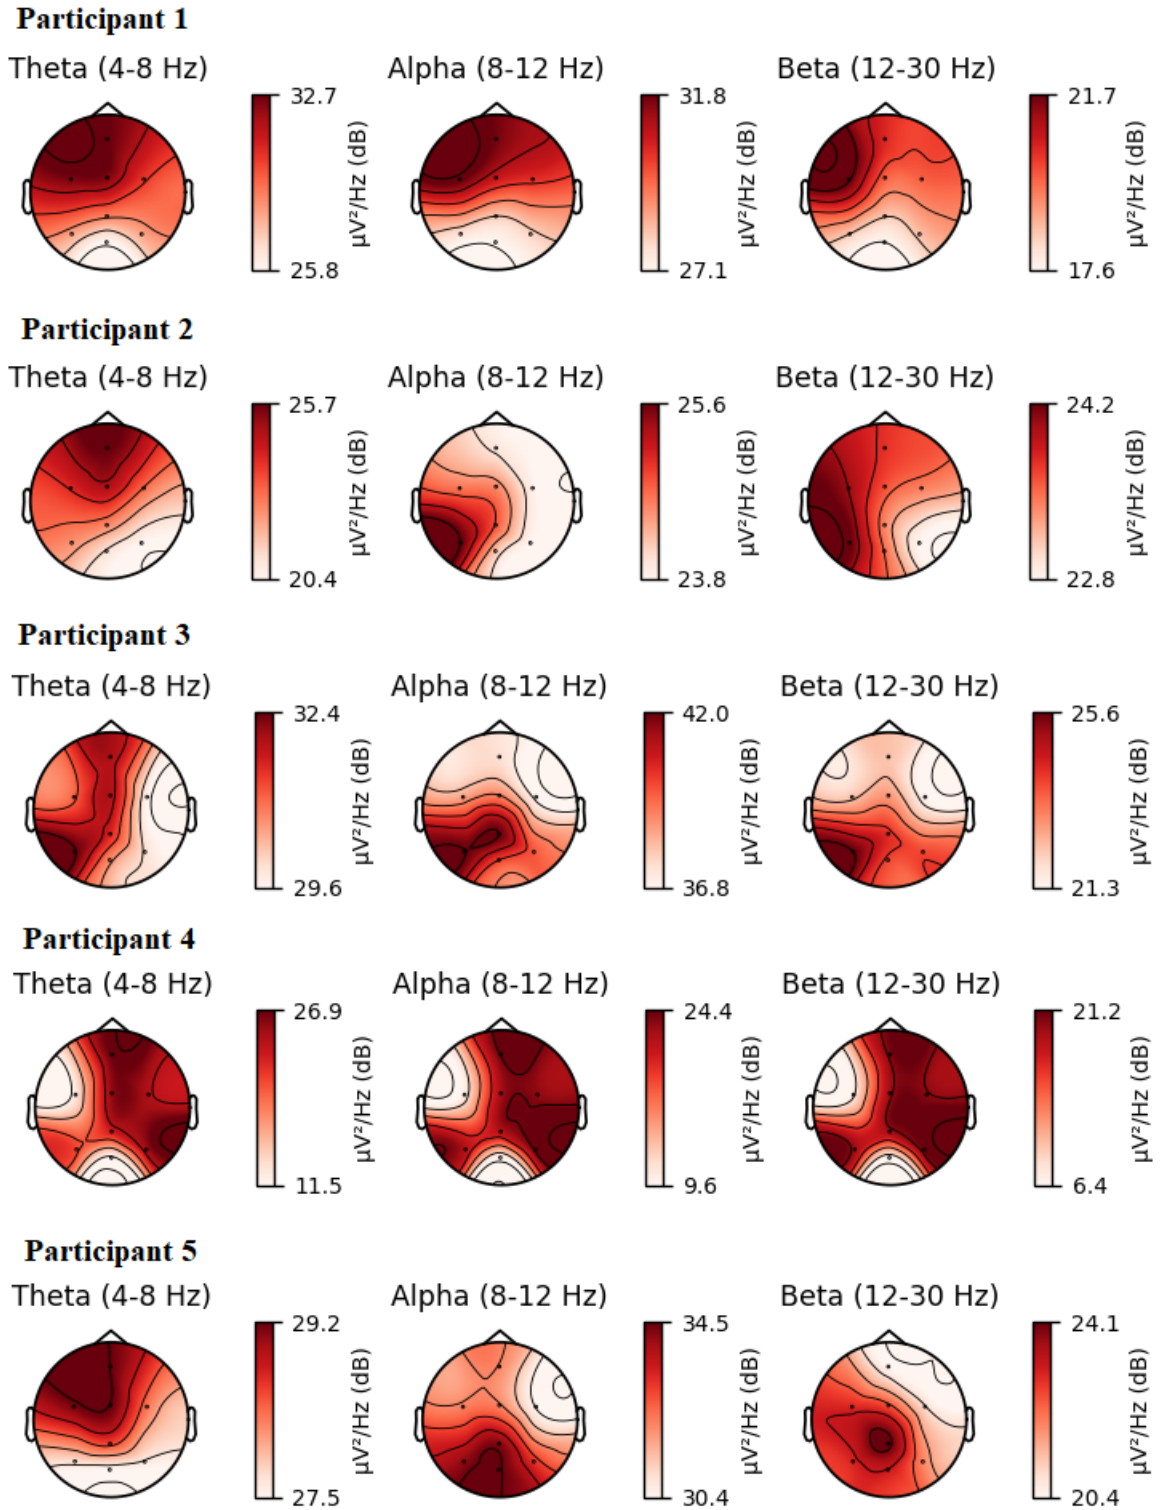 Participant 1
Theta (4-8 Hz) Alpha (8-12 Hz) Beta (12-30 Hz)
32.7 31.8 21.7
µV²/Hz (dB) µV²/Hz (dB) µV²/Hz (dB)
25.8 27.1 17.6
Participant 2
Theta (4-8 Hz) Alpha (8-12 Hz) Beta (12-30 Hz)
25.7 25.6 24.2
µV²/Hz (dB) µV²/Hz (dB) µV²/Hz (dB)
20.4 23.8 22.8
Participant 3
Theta (4-8 Hz) Alpha (8-12 Hz) Beta (12-30 Hz)
32.4 42.0 25.6
µV²/Hz (dB) µV²/Hz (dB) µV²/Hz (dB)
29.6 36.8 21.3
Participant 4
Theta (4-8 Hz) Alpha (8-12 Hz) Beta (12-30 Hz)
26.9 24.4 21.2
µV²/Hz (dB) µV²/Hz (dB) µV²/Hz (dB)
11.5 9.6 6.4
Participant 5
Theta (4-8 Hz) Alpha (8-12 Hz) Beta (12-30 Hz)
29.2 34.5 24.1
µV²/Hz (dB) µV²/Hz (dB) µV²/Hz (dB)
27.5 30.4 20.4